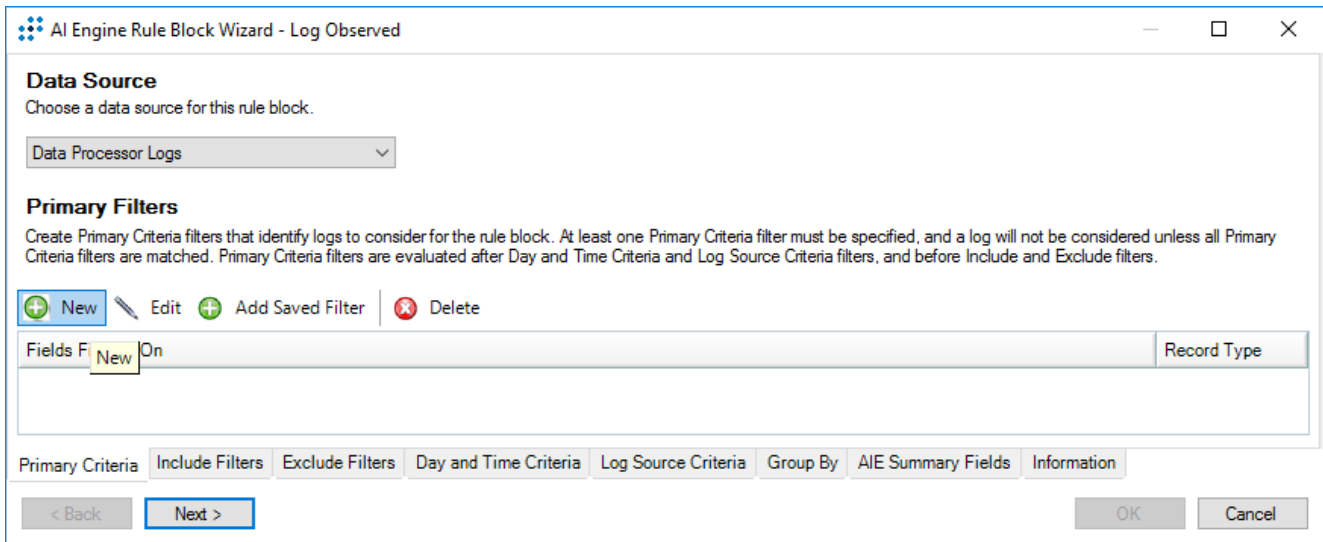 AI Engine Rule Block Wizard - Log Observed
Data Source
Choose a data source for this rule block.
Data Processor Logs
Primary Filters
Create Primary Criteria filters that identify logs to consider for the rule block. At least one Primary Criteria filter must be specified, and a log will not be considered unless all Primary
Criteria filters are matched. Primary Criteria filters are evaluated after Day and Time Criteria and Log Source Criteria filters, and before Include and Exclude filters.
New Edit Add Saved Filter Delete
Fields F On Record Type
New
Primary Criteria Include Filters Exclude Filters Day and Time Criteria Log Source Criteria Group By AIE Summary Fields Information
< Back Next > OK Cancel